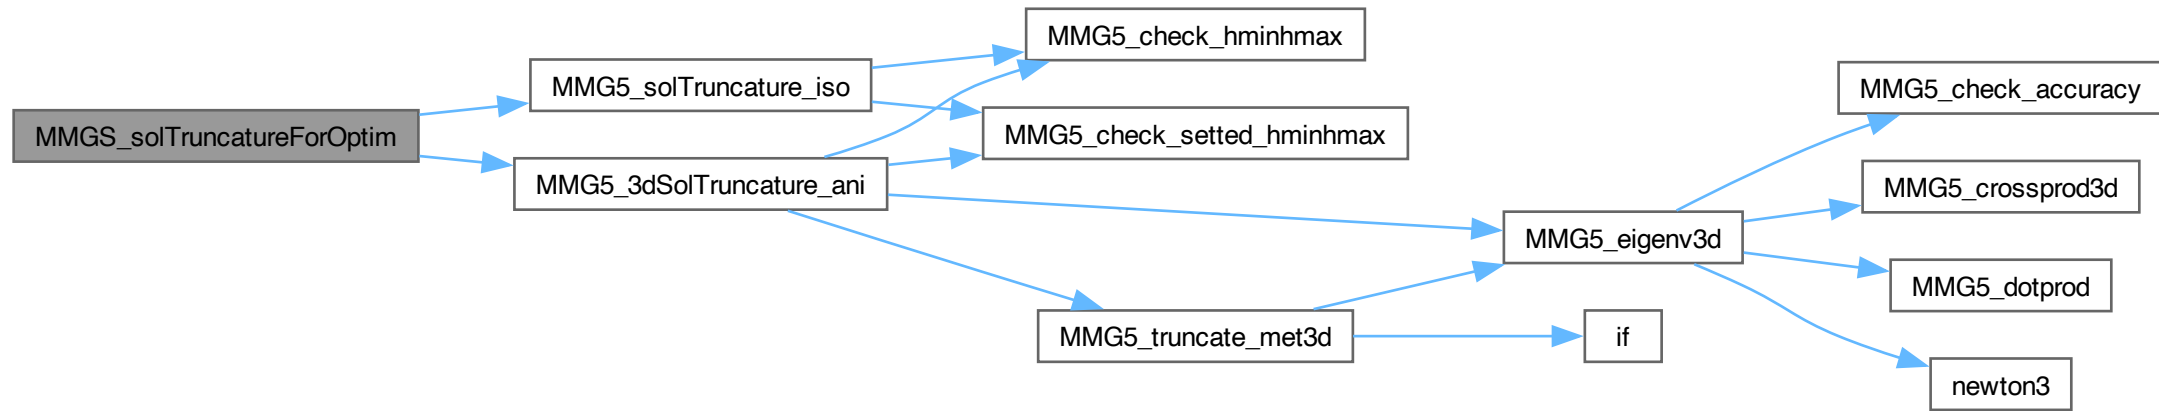 MMGS_solTruncatureForOptim
MMG5_solTruncature_iso
MMG5_3dSolTruncature_ani
MMG5_check_hminhmax
MMG5_check_setted_hminhmax
MMG5_truncate_met3d
MMG5_eigenv3d
if
MMG5_check_accuracy
MMG5_crossprod3d
MMG5_dotprod
newton3